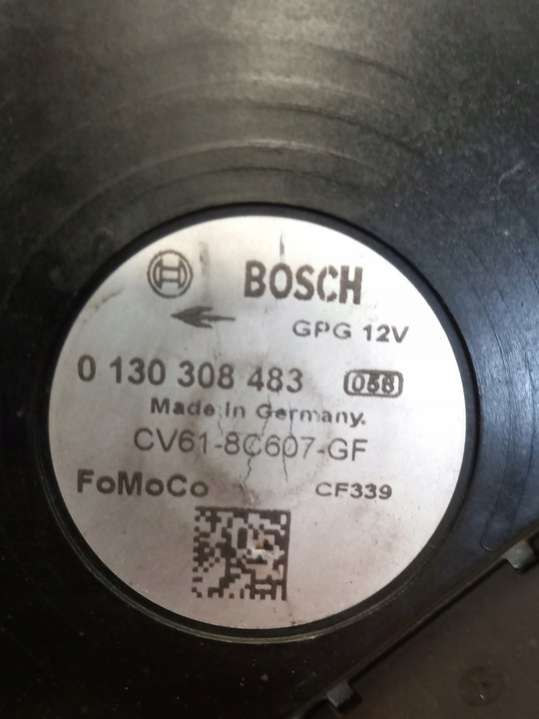 BOSCH
GPG 12V
0 130 308 483 058
Made in Germany.
CV61-8C607-GF
FoMoCo CF339